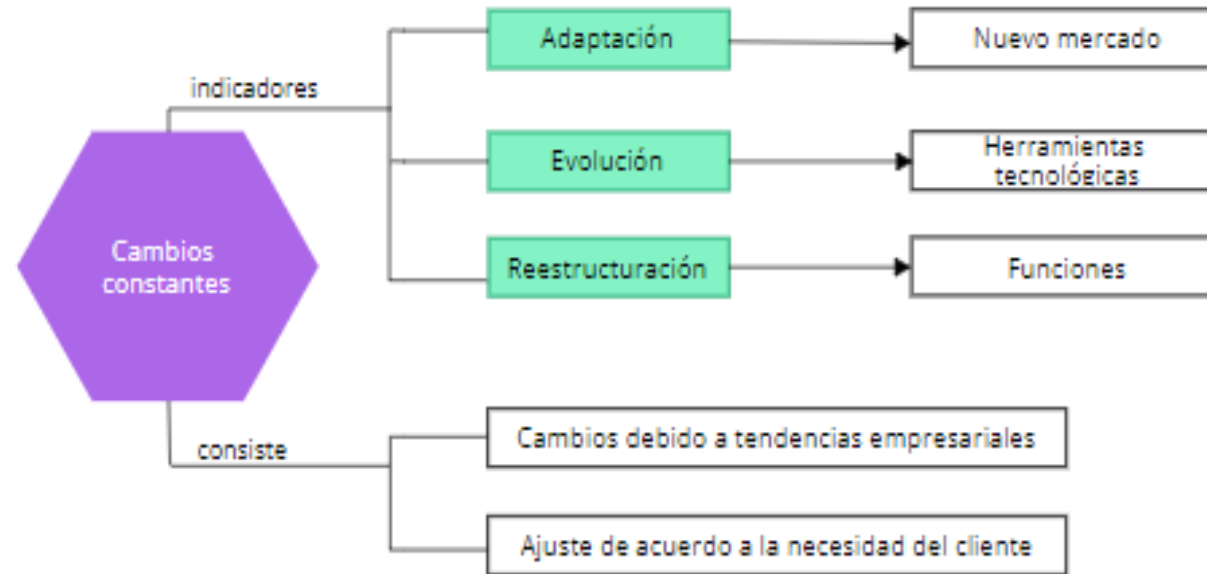 indicadores
Adaptación
Nuevo mercado
Evolución
Herramientas
tecnológicas
Reestructuración
Funciones
Cambios
constantes
consiste
Cambios debido a tendencias empresariales
Ajuste de acuerdo a la necesidad del cliente